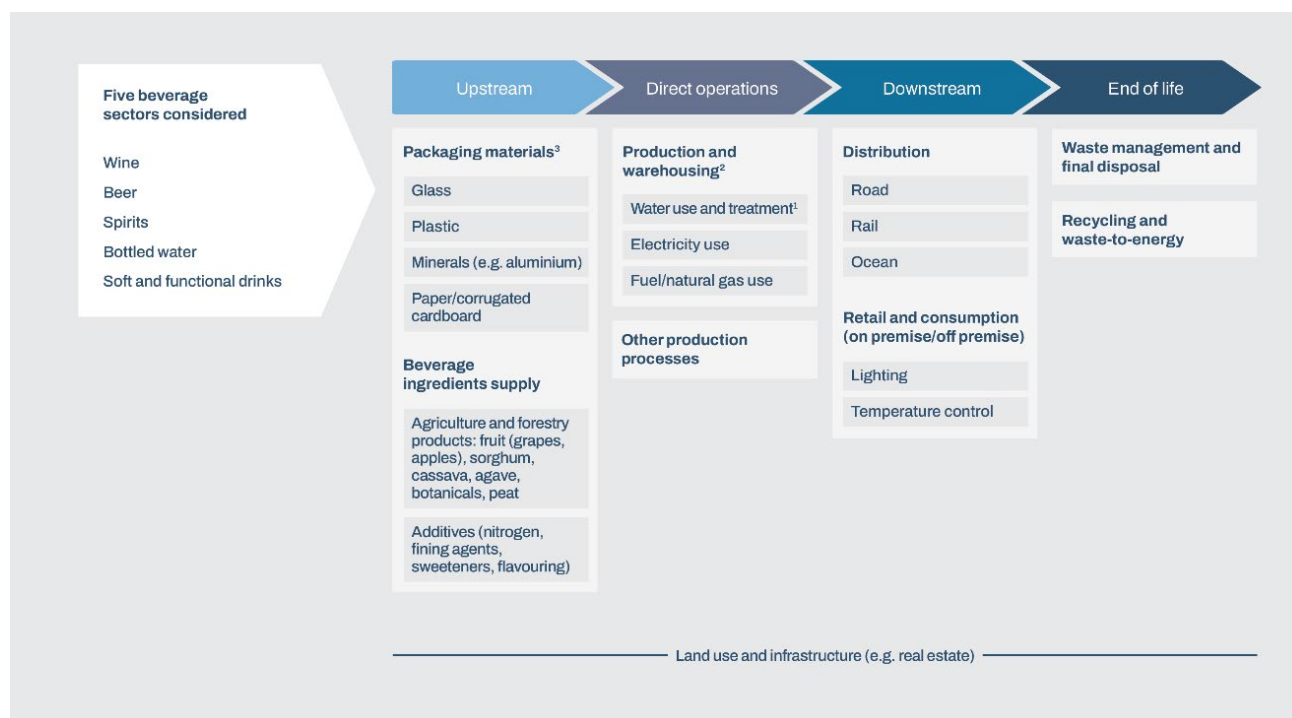 Five beverage
sectors considered
Wine
Beer
Spirits
Bottled water
Soft and functional drinks
Upstream
Packaging materials³
Glass
Plastic
Minerals (e.g. aluminium)
Paper/corrugated
cardboard
Beverage
ingredients supply
Agriculture and forestry
products: fruit (grapes,
apples), sorghum,
cassava, agave,
botanicals, peat
Additives (nitrogen,
fining agents,
sweeteners, flavouring)
Direct operations
Production and
warehousing²
Water use and treatment¹
Electricity use
Fuel/natural gas use
Other production
processes
Downstream
Distribution
Road
Rail
Ocean
Retail and consumption
(on premise/off premise)
Lighting
Temperature control
End of life
Waste management and
final disposal
Recycling and
waste-to-energy
Land use and infrastructure (e.g. real estate)